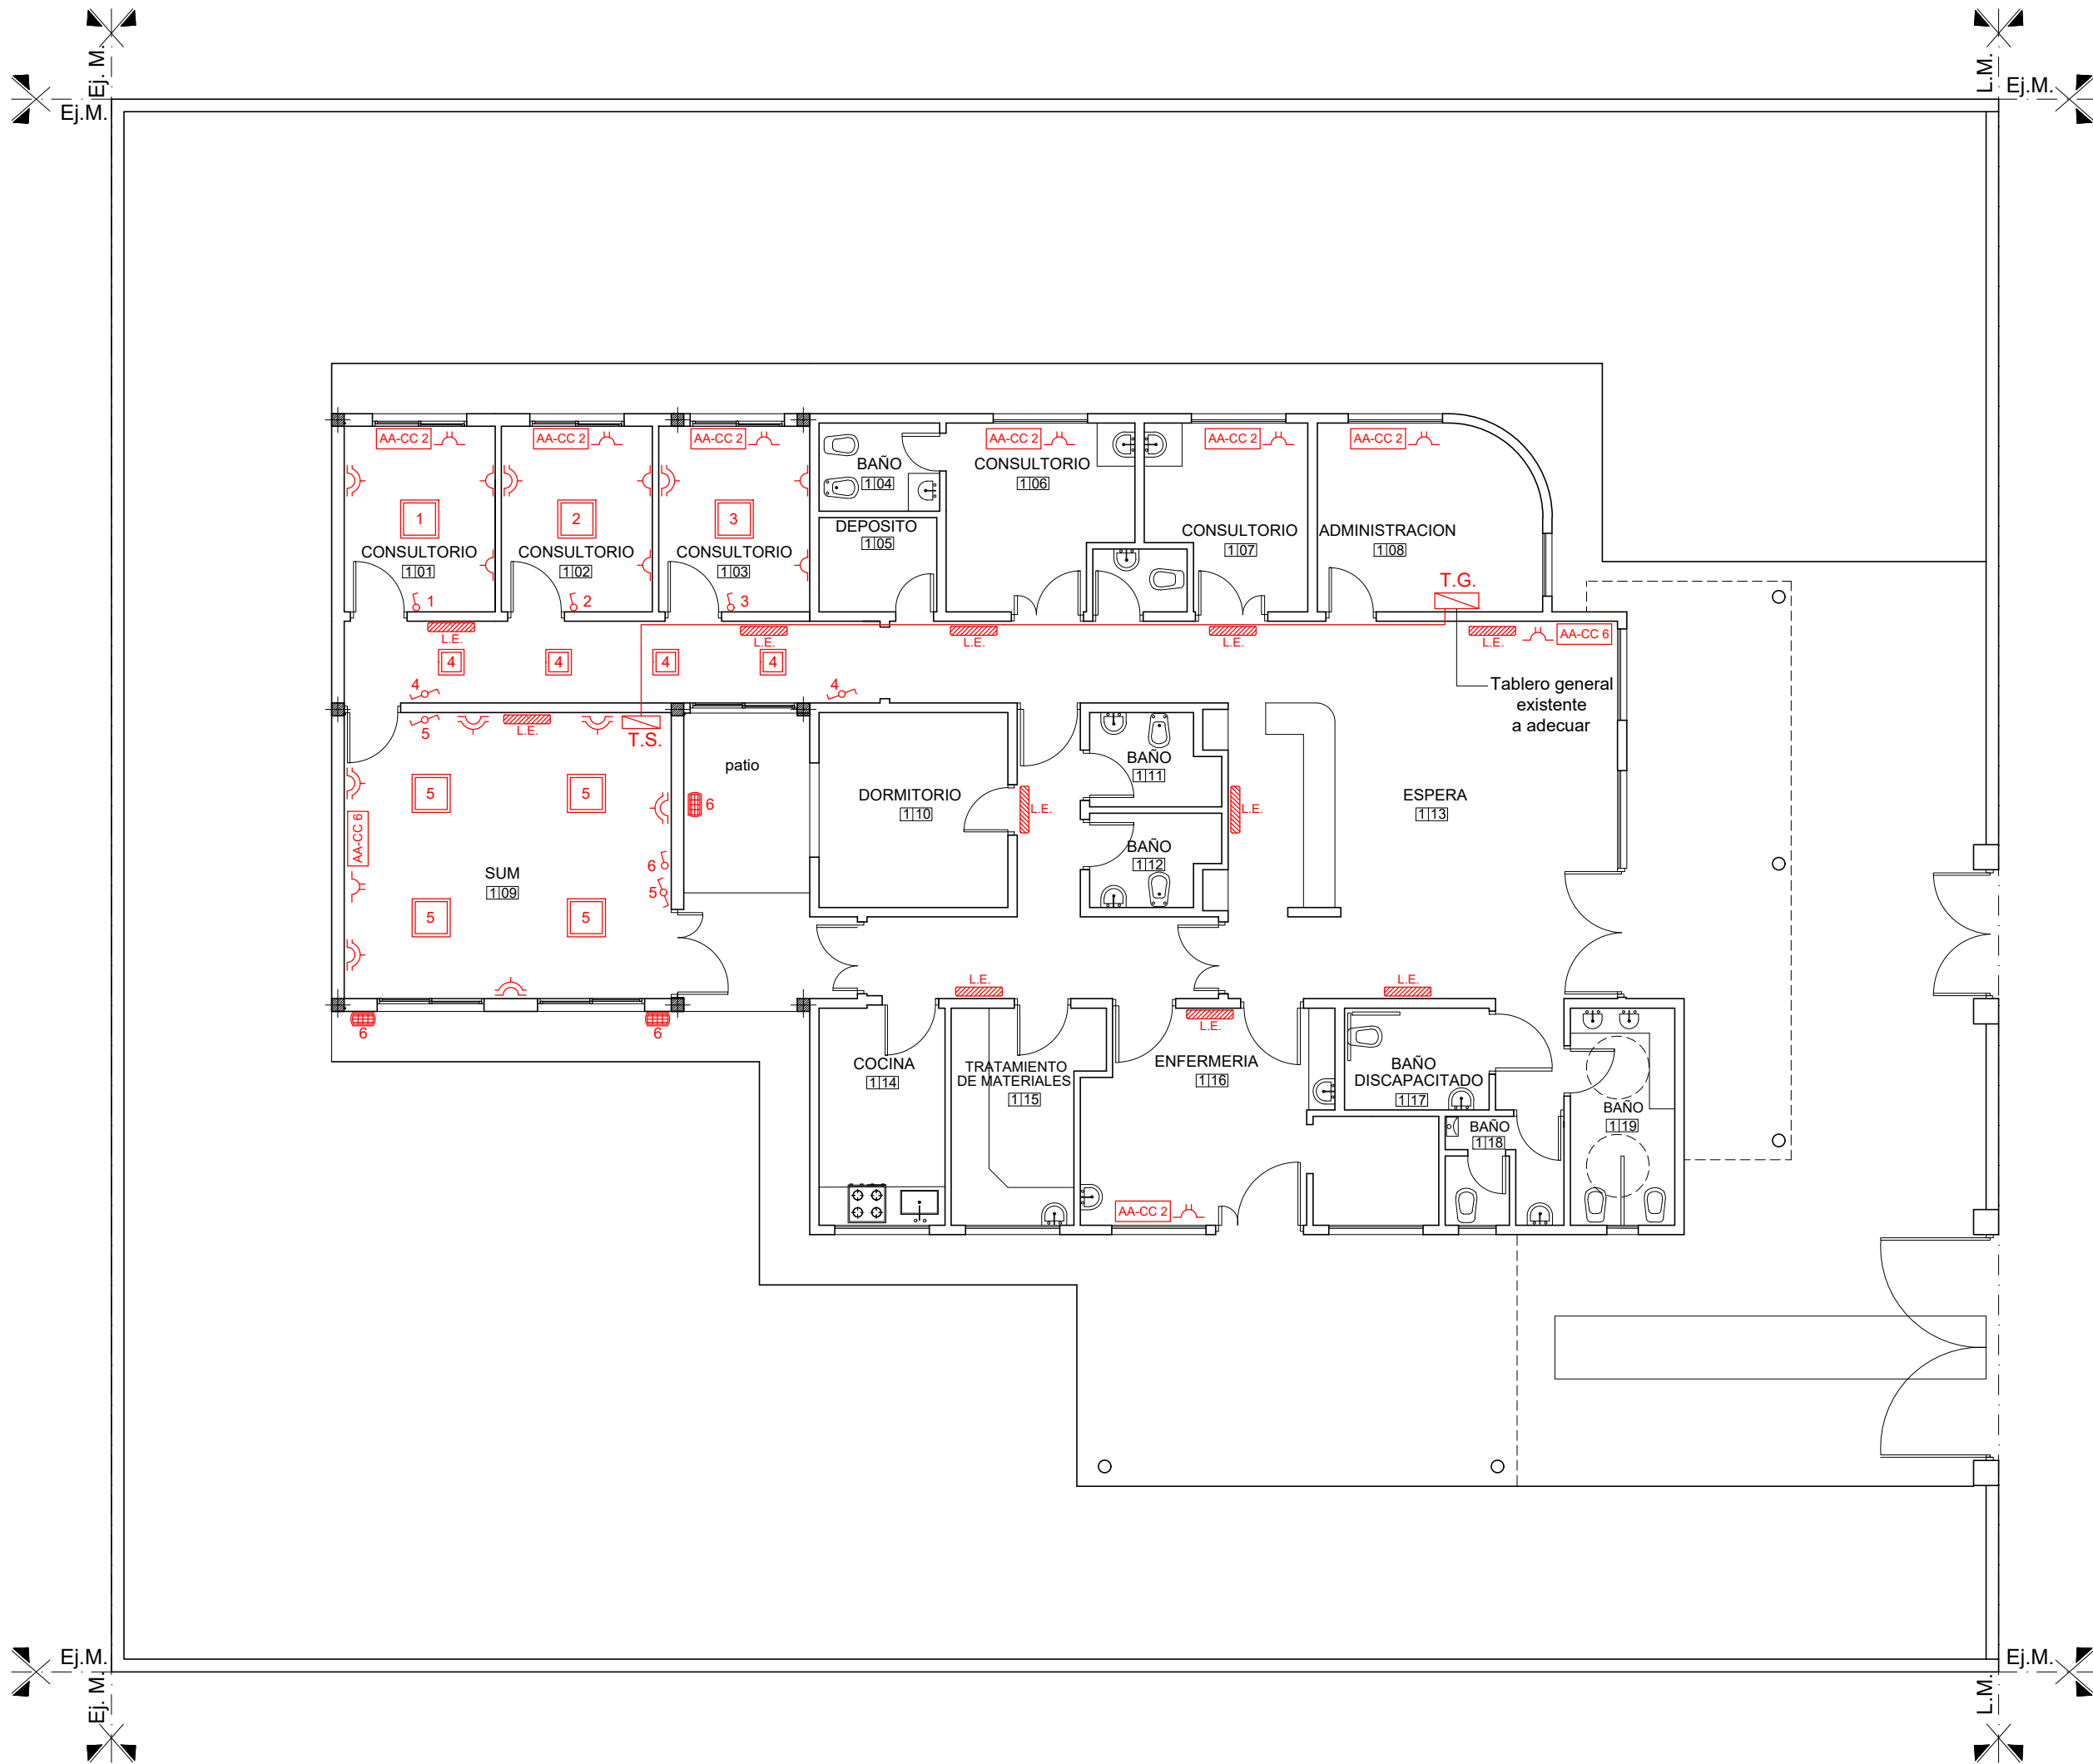 Ej. M.
L.M.
Ej.M.
Ej.M.
AA-CC 2
AA-CC 2
AA-CC 2
AA-CC 2
AA-CC 2
AA-CC 2
BAÑO
1 04
CONSULTORIO
1 06
1
2
3
DEPOSITO
1 05
CONSULTORIO
1 07
ADMINISTRACION
1 08
CONSULTORIO
1 01
CONSULTORIO
1 02
CONSULTORIO
1 03
T.G.
1
2
3
L.E.
L.E.
L.E.
L.E.
L.E.
AA-CC 6
4
4
4
4
4
4
Tablero general
existente
a adecuar
5
L.E.
T.S.
patio
BAÑO
1 11
5
5
6
DORMITORIO
1 10
L.E.
L.E.
ESPERA
1 13
AA-CC 6
BAÑO
1 12
SUM
1 09
6
5
5
5
L.E.
L.E.
6
6
L.E.
COCINA
1 14
TRATAMIENTO
DE MATERIALES
1 15
ENFERMERIA
1 16
BAÑO
DISCAPACITADO
1 17
BAÑO
1 18
BAÑO
1 19
AA-CC 2
Ej.M.
Ej.M.
Ej. M.
L.M.